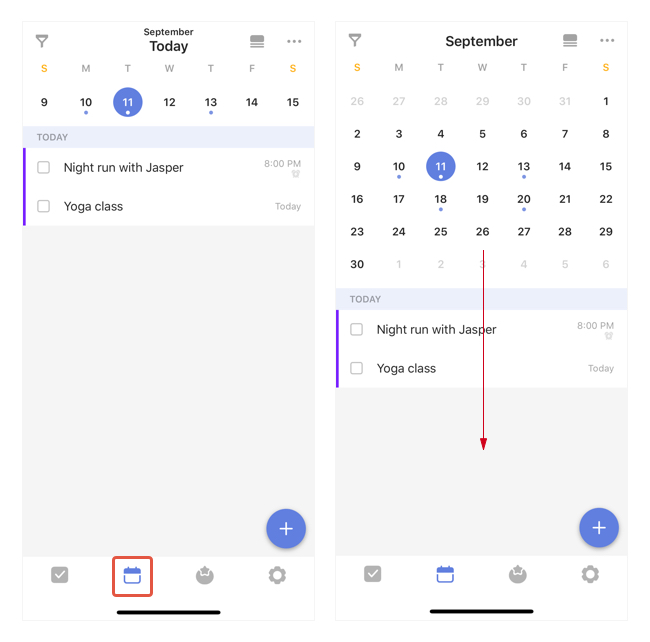 September
Today
S M T W T F S
9 10 11 12 13 14 15
TODAY
Night run with Jasper 8:00 PM
Yoga class Today
September
S M T W T F S
26 27 28 29 30 31 1
2 3 4 5 6 7 8
9 10 11 12 13 14 15
16 17 18 19 20 21 22
23 24 25 26 27 28 29
30 1 2 3 4 5 6
TODAY
Night run with Jasper 8:00 PM
Yoga class Today